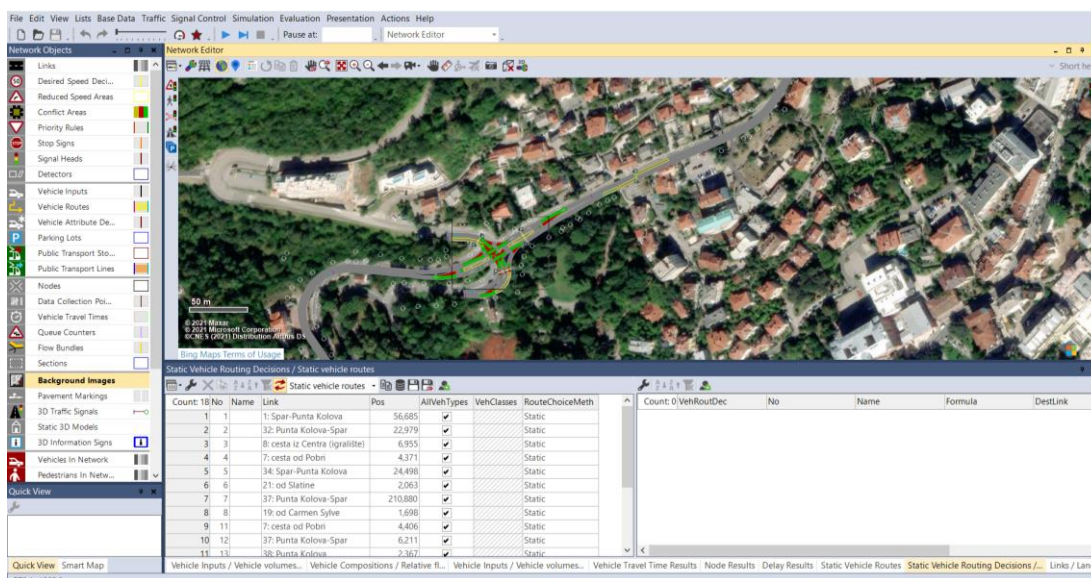 File Edit View Lists Base Data Traffic Signal Control Simulation Evaluation Presentation Actions Help
Pause at: Network Editor
Network Objects
Network Editor
Links
Short he
Desired Speed Deci...
Reduced Speed Areas
Conflict Areas
Priority Rules
Stop Signs
Signal Heads
Detectors
Vehicle Inputs
Vehicle Routes
Vehicle Attribute De...
Parking Lots
Public Transport Sto...
Public Transport Lines
Nodes
Data Collection Poi...
Vehicle Travel Times
Queue Counters
Flow Bundles
Sections
Background Images
Pavement Markings
3D Traffic Signals
Static 3D Models
3D Information Signs
Vehicles In Network
Pedestrians In Netw...
Quick View
Quick View Smart Map
50 m
© 2021 Maxar
© 2021 Microsoft Corporation
©CNES (2021) Distribution Airbus DS
Bing Maps Terms of Usage
Static Vehicle Routing Decisions / Static vehicle routes
Static vehicle routes
Count: 18 No Name Link Pos AllVehTypes VehClasses RouteChoiceMeth
1 1 1: Spar-Punta Kolova 56,685 Static
2 2 32: Punta Kolova-Spar 22,979 Static
3 3 8: cesta iz Centra (igralište) 6,955 Static
4 4 7: cesta od Pobri 4,371 Static
5 5 34: Spar-Punta Kolova 24,498 Static
6 6 21: od Slatine 2,063 Static
7 7 37: Punta Kolova-Spar 210,880 Static
8 8 19: od Carmen Sylve 1,698 Static
9 11 7: cesta od Pobri 4,406 Static
10 12 37: Punta Kolova-Spar 6,211 Static
11 13 38: Punta Kolova 2,367 Static
Count: 0 VehRoutDec No Name Formula DestLink
Vehicle Inputs / Vehicle volumes... Vehicle Compositions / Relative fl... Vehicle Inputs / Vehicle volumes... Vehicle Travel Time Results Node Results Delay Results Static Vehicle Routes Static Vehicle Routing Decisions /... Links / Lan